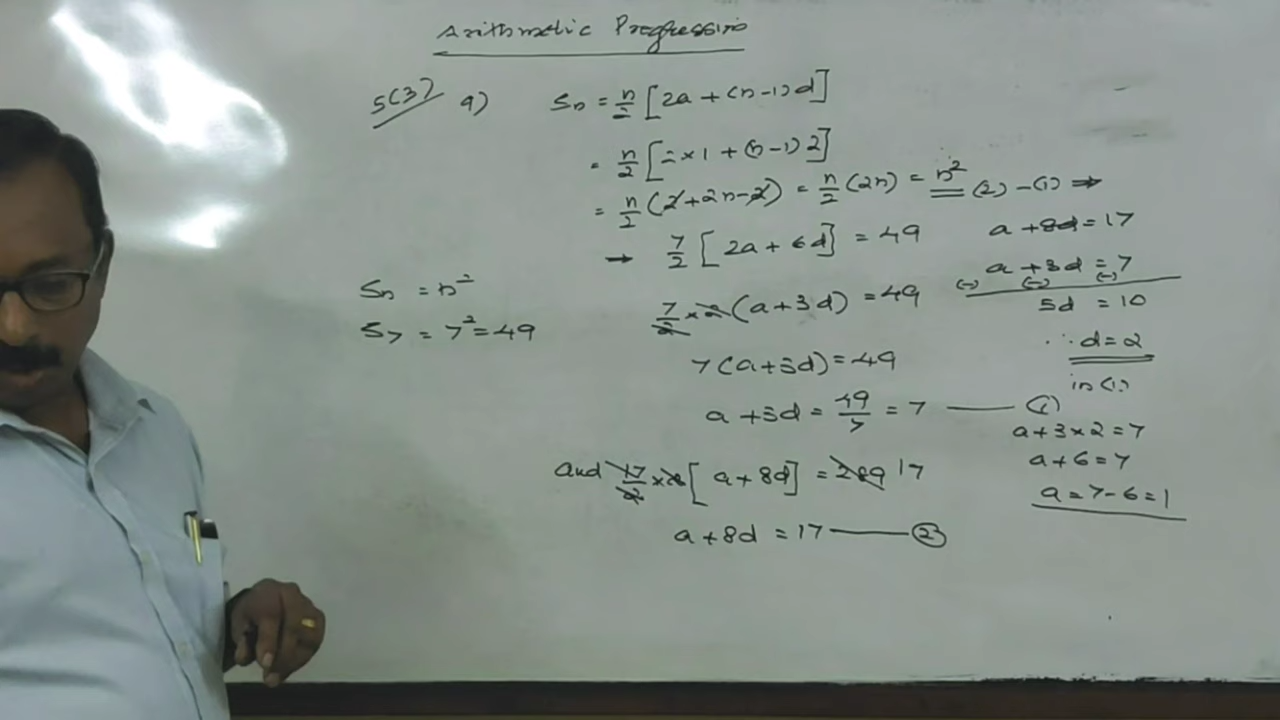 Arithmetic Progression
5(3) 9) Sn = n/2 [2a + (n-1)d]
= n/2 [2×1 + (n-1)2]
= n/2 (2+2n-2) = n/2 (2n) = n² (2) - (1) ⇒
→ 7/2 [2a + 6d] = 49
a + 8d = 17
a + 3d = 7
(-) (-) (-)
5d = 10
∴ d = 2
in (1)
a + 3 × 2 = 7
a + 6 = 7
a = 7 - 6 = 1
Sn = n²
S7 = 7² = 49
7/2 × 2 (a + 3d) = 49
7 (a + 3d) = 49
a + 3d = 49/7 = 7 —— (1)
and 17/2 × 2 [a + 8d] = 289 17
a + 8d = 17 —— (2)